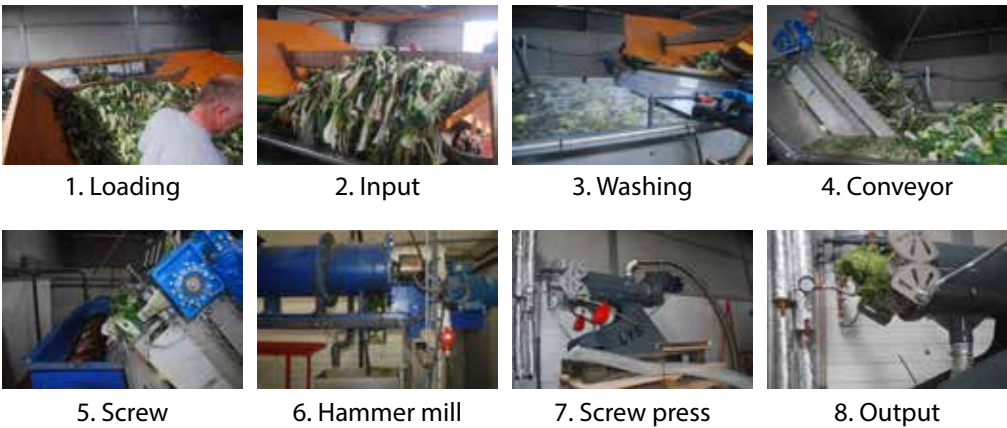 1. Loading
2. Input
3. Washing
4. Conveyor
5. Screw
6. Hammer mill
7. Screw press
8. Output